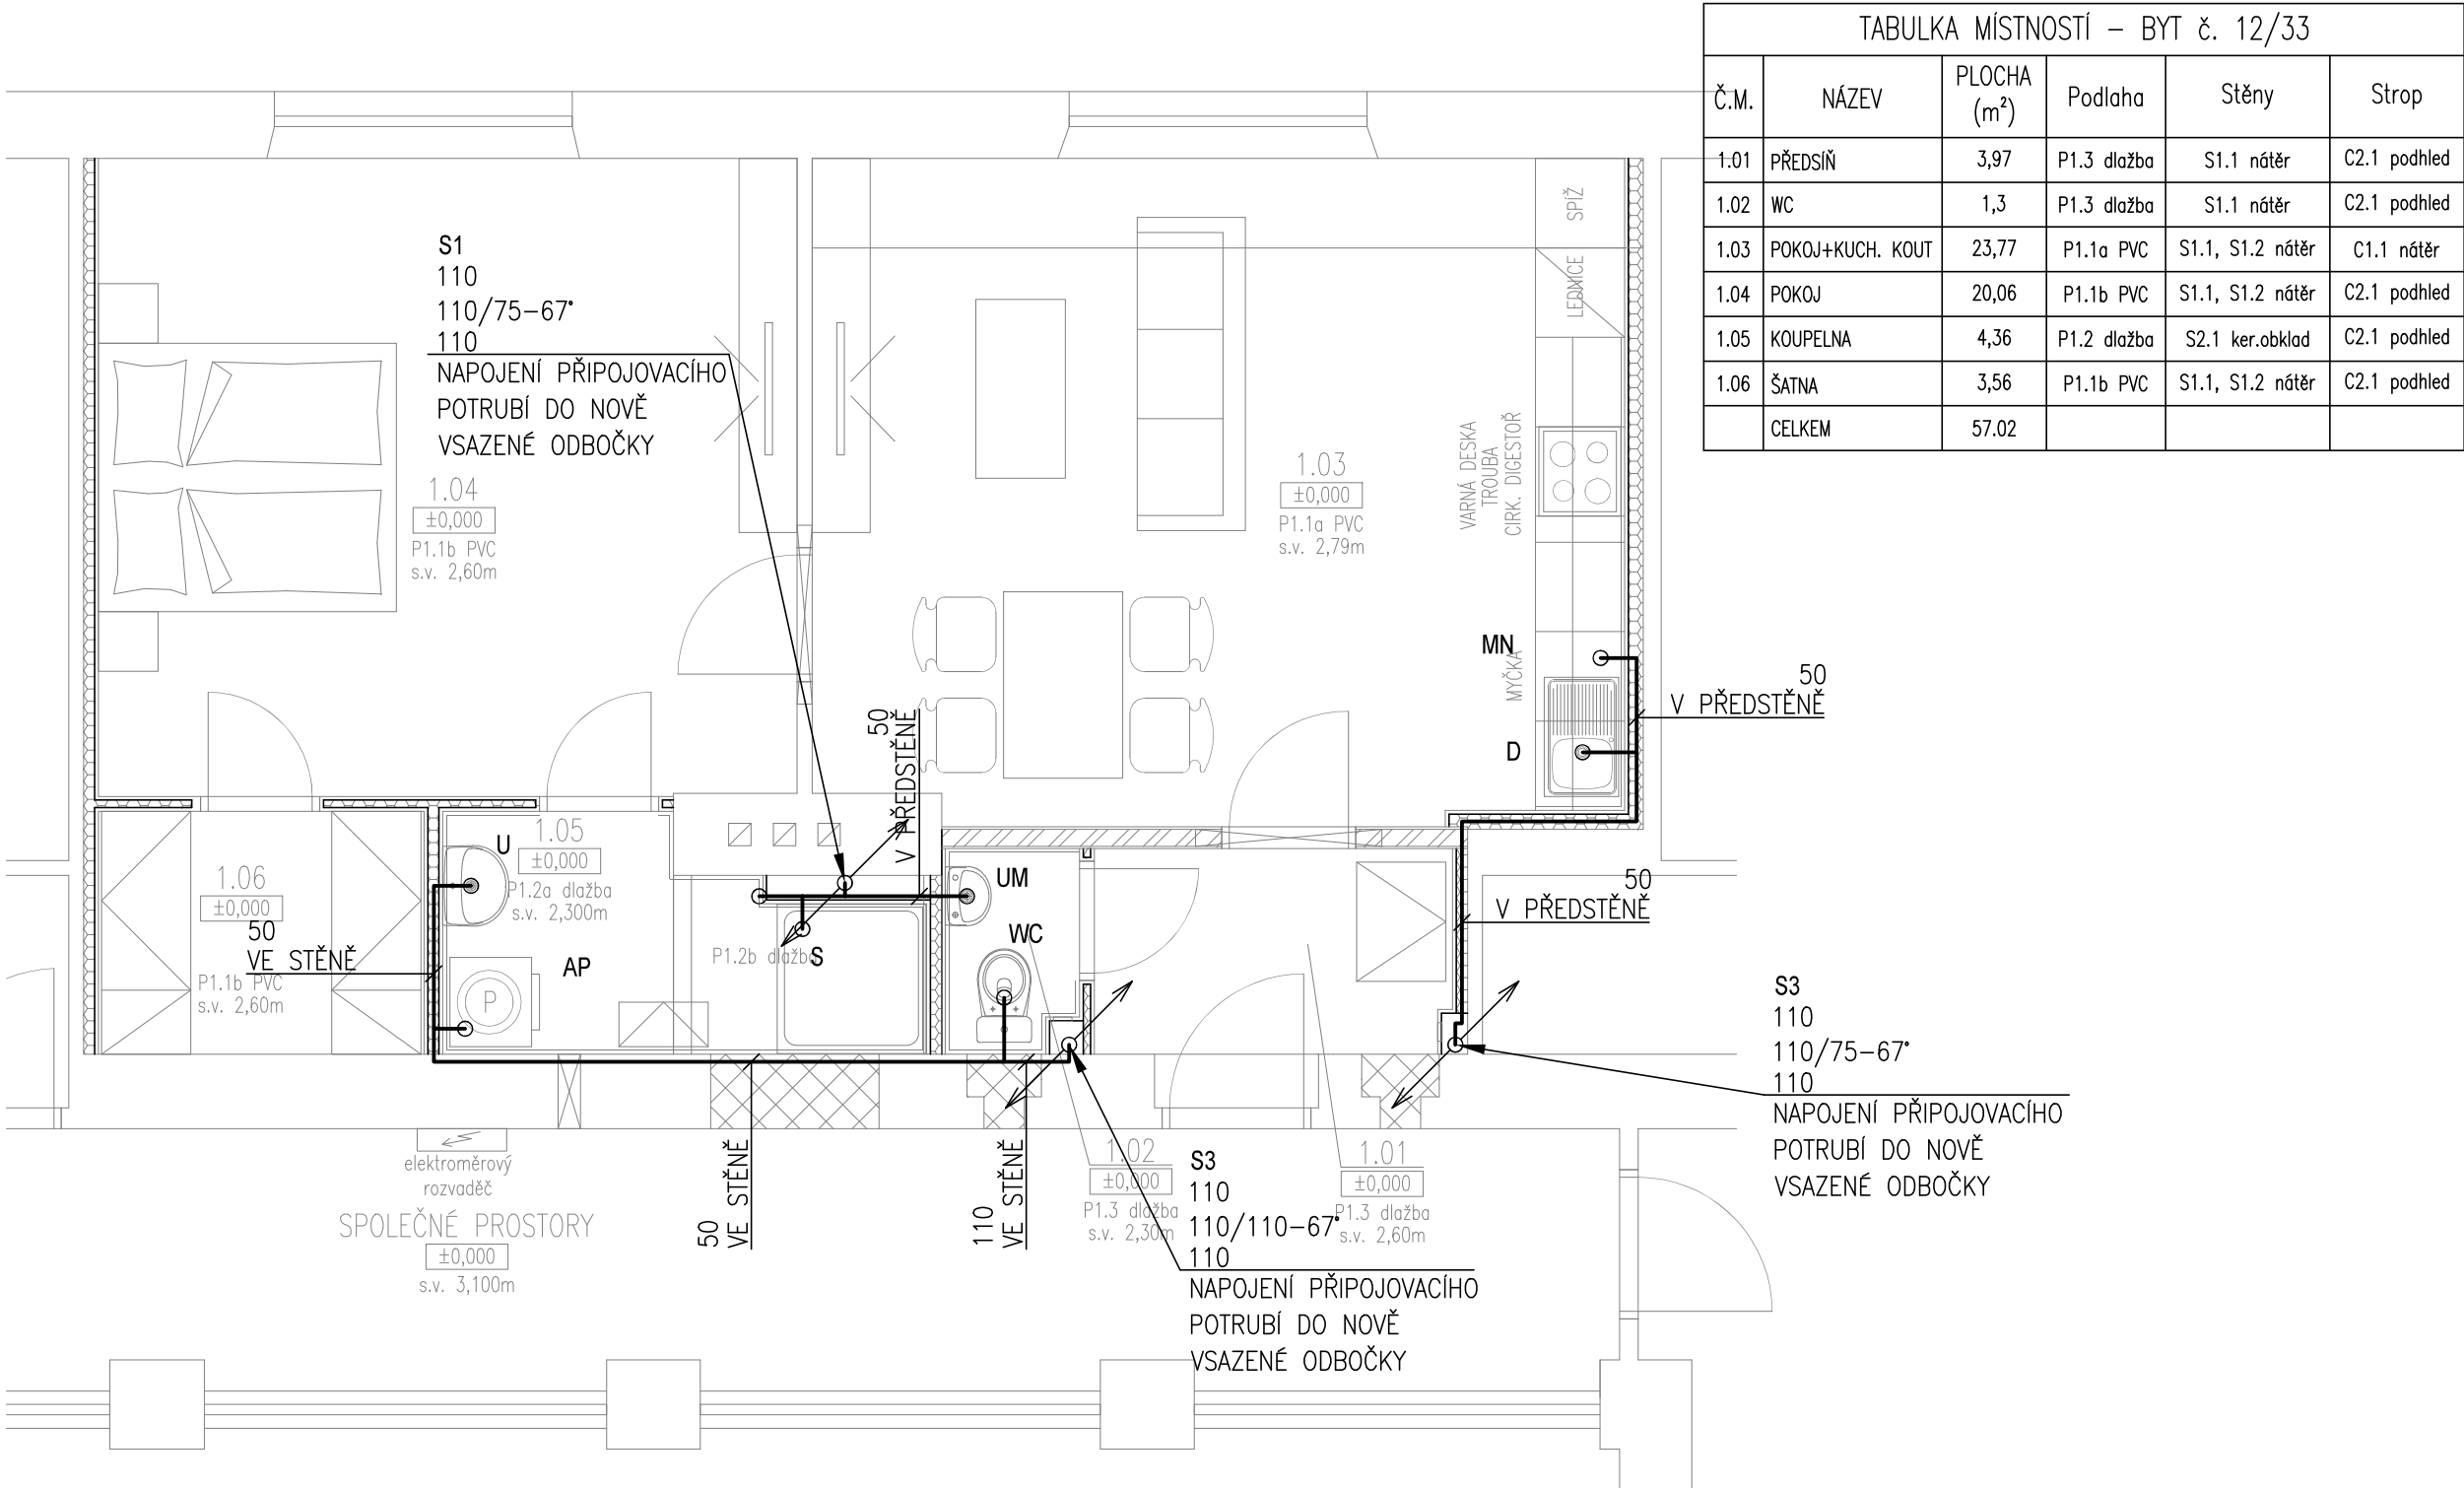 TABULKA MÍSTNOSTÍ – BYT č. 12/33
Č.M. NÁZEV PLOCHA (m²) Podlaha Stěny Strop
1.01 PŘEDSÍŇ 3,97 P1.3 dlažba S1.1 nátěr C2.1 podhled
1.02 WC 1,3 P1.3 dlažba S1.1 nátěr C2.1 podhled
1.03 POKOJ+KUCH. KOUT 23,77 P1.1a PVC S1.1, S1.2 nátěr C1.1 nátěr
1.04 POKOJ 20,06 P1.1b PVC S1.1, S1.2 nátěr C2.1 podhled
1.05 KOUPELNA 4,36 P1.2 dlažba S2.1 ker.obklad C2.1 podhled
1.06 ŠATNA 3,56 P1.1b PVC S1.1, S1.2 nátěr C2.1 podhled
CELKEM 57.02
S1
110
110/75–67°
110
NAPOJENÍ PŘIPOJOVACÍHO
POTRUBÍ DO NOVĚ
VSAZENÉ ODBOČKY
1.04
±0,000
P1.1b PVC
s.v. 2,60m
SPÍŽ
LEDNICE
VARNÁ DESKA
TROUBA
CIRK. DIGESTOŘ
1.03
±0,000
P1.1a PVC
s.v. 2,79m
MN
MYČKA
D
50
V PŘEDSTĚNĚ
50
V PŘEDSTĚNĚ
U
1.05
±0,000
P1.2a dlažba
s.v. 2,300m
1.06
±0,000
50
VE STĚNĚ
P1.1b PVC
s.v. 2,60m
AP
P
P1.2b dlažba
S
UM
WC
50
V PŘEDSTĚNĚ
S3
110
110/75–67°
110
NAPOJENÍ PŘIPOJOVACÍHO
POTRUBÍ DO NOVĚ
VSAZENÉ ODBOČKY
elektroměrový
rozvaděč
SPOLEČNÉ PROSTORY
±0,000
s.v. 3,100m
50
VE STĚNĚ
110
VE STĚNĚ
1.02
±0,000
P1.3 dlažba
s.v. 2,30m
S3
110
110/110–67°
110
NAPOJENÍ PŘIPOJOVACÍHO
POTRUBÍ DO NOVĚ
VSAZENÉ ODBOČKY
1.01
±0,000
P1.3 dlažba
s.v. 2,60m